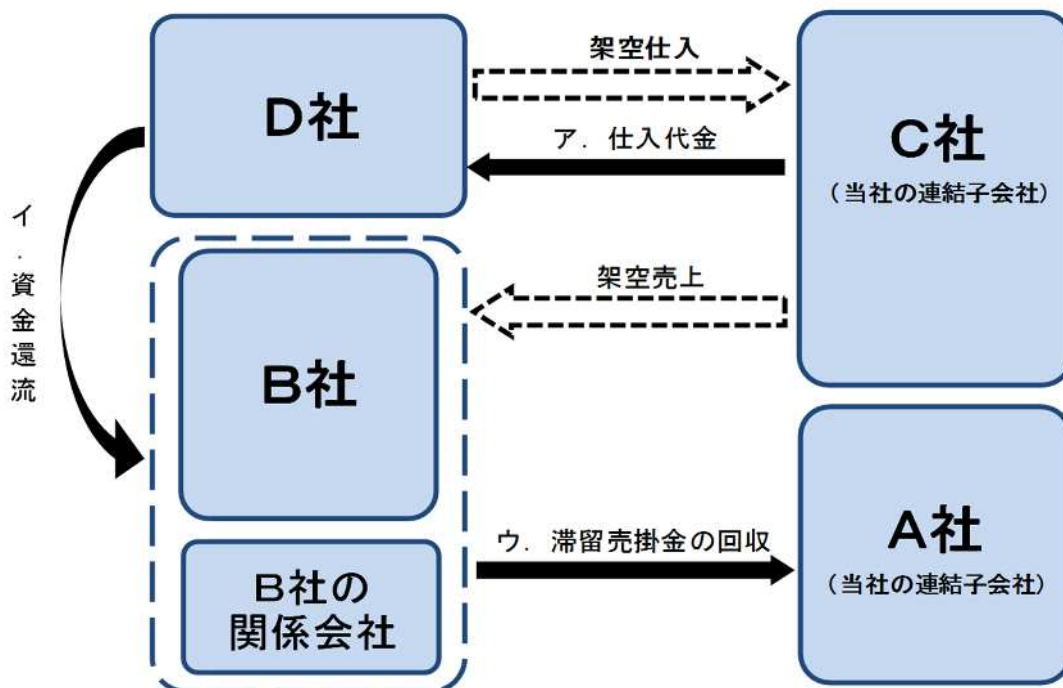 D社
架空仕入
ア．仕入代金
C社
（当社の連結子会社）
イ．資金還流
架空売上
B社
B社の
関係会社
ウ．滞留売掛金の回収
A社
（当社の連結子会社）